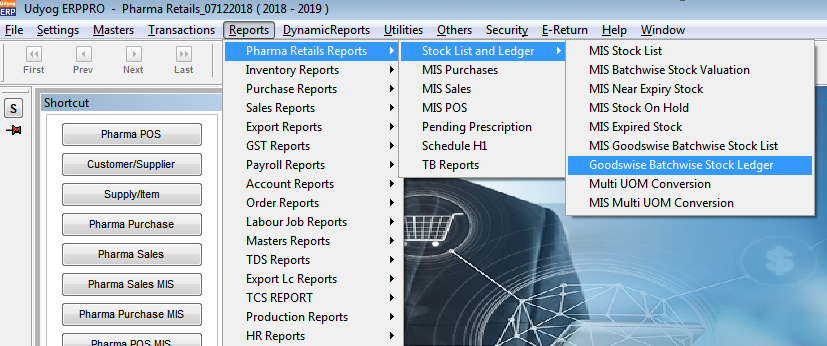 Udyog ERP
Udyog ERPPRO - Pharma Retails_07122018 ( 2018 - 2019 )
File Settings Masters Transactions Reports DynamicReports Utilities Others Security E-Return Help Window
First Prev Next Last
S
Shortcut
Pharma POS
Customer/Supplier
Supply/Item
Pharma Purchase
Pharma Sales
Pharma Sales MIS
Pharma Purchase MIS
Pharma POS MIS
Pharma Retails Reports
Inventory Reports
Purchase Reports
Sales Reports
Export Reports
GST Reports
Payroll Reports
Account Reports
Order Reports
Labour Job Reports
Masters Reports
TDS Reports
Export Lc Reports
TCS REPORT
Production Reports
HR Reports
Stock List and Ledger
MIS Purchases
MIS Sales
MIS POS
Pending Prescription
Schedule H1
TB Reports
MIS Stock List
MIS Batchwise Stock Valuation
MIS Near Expiry Stock
MIS Stock On Hold
MIS Expired Stock
MIS Goodswise Batchwise Stock List
Goodswise Batchwise Stock Ledger
Multi UOM Conversion
MIS Multi UOM Conversion